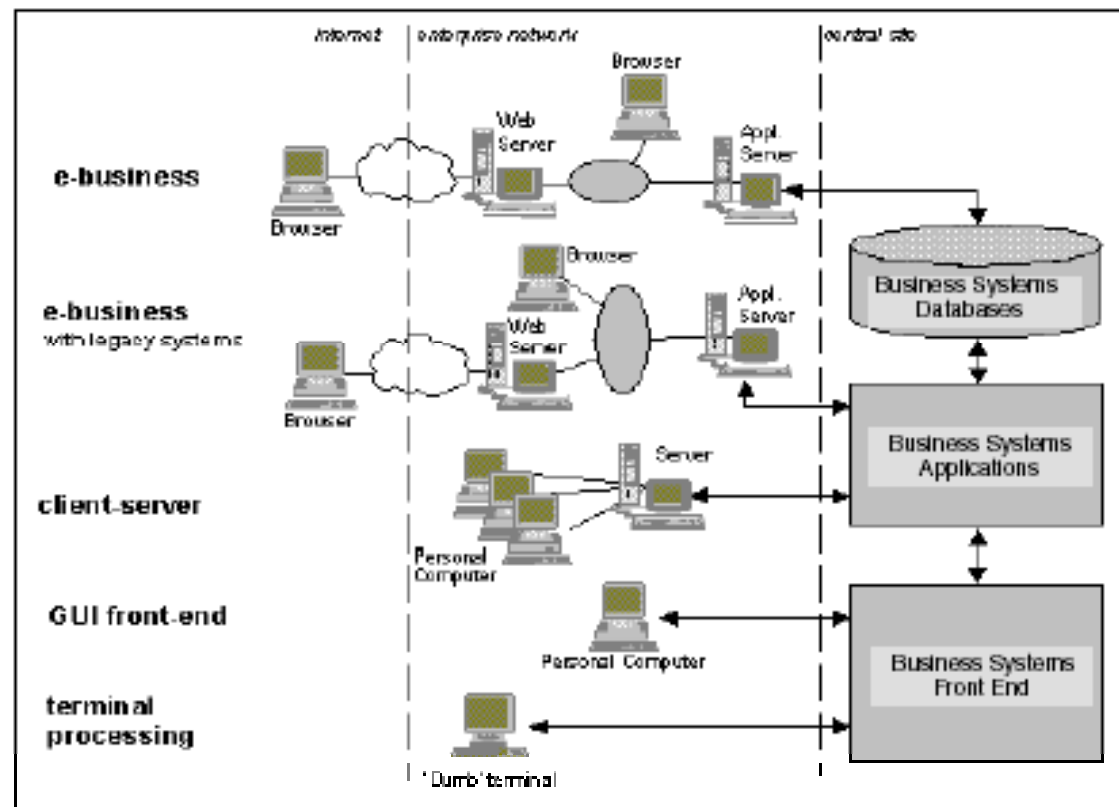 internet
enterprise network
central site
Browser
Web
Server
Appl.
Server
e-business
Browser
Business Systems
Databases
Browser
Appl.
Server
e-business
with legacy systems
Web
Server
Browser
Business Systems
Applications
Server
client-server
Personal
Computer
GUI front-end
Personal Computer
Business Systems
Front End
terminal
processing
"Dumb" terminal